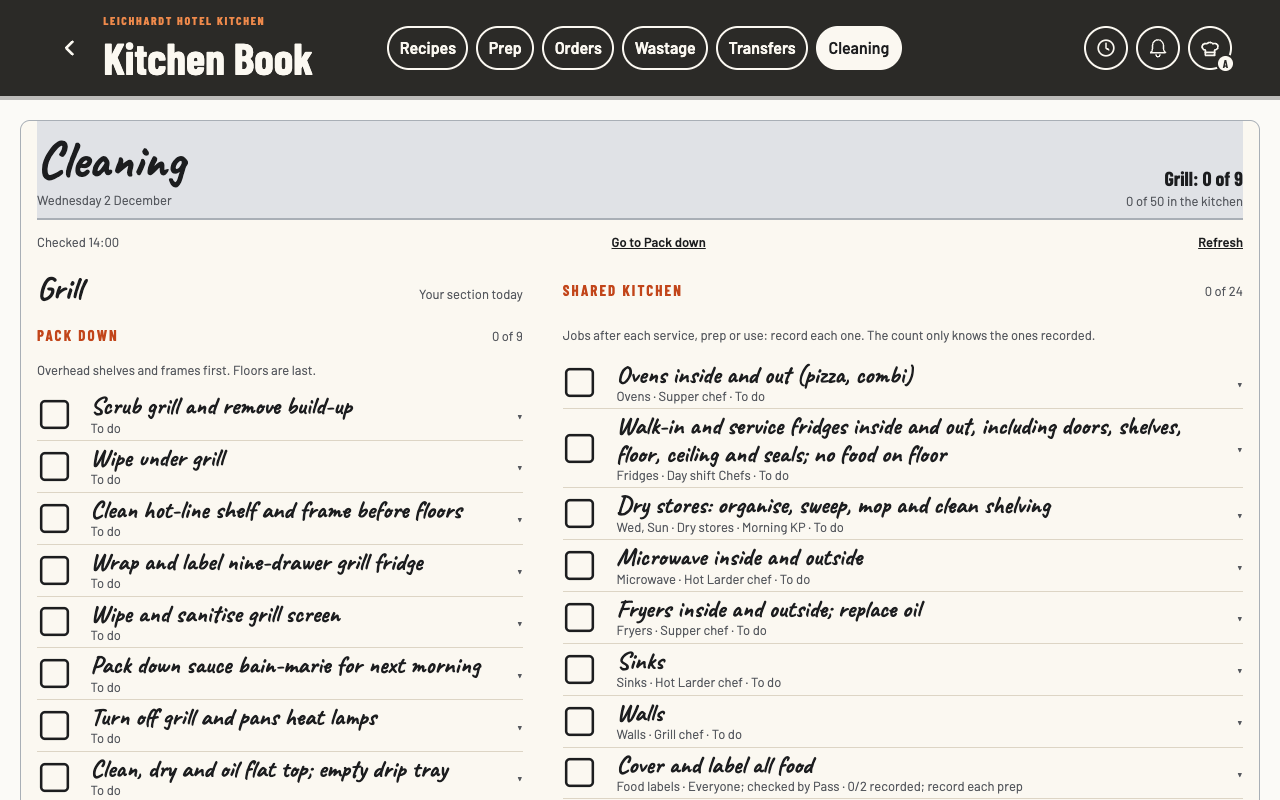 LEICHHARDT HOTEL KITCHEN
Kitchen Book
Recipes
Prep
Orders
Wastage
Transfers
Cleaning
A
Cleaning
Wednesday 2 December
Grill: 0 of 9
0 of 50 in the kitchen
Checked 14:00
Go to Pack down
Refresh
Grill
Your section today
PACK DOWN
0 of 9
Overhead shelves and frames first. Floors are last.
Scrub grill and remove build-up
To do
Wipe under grill
To do
Clean hot-line shelf and frame before floors
To do
Wrap and label nine-drawer grill fridge
To do
Wipe and sanitise grill screen
To do
Pack down sauce bain-marie for next morning
To do
Turn off grill and pans heat lamps
To do
Clean, dry and oil flat top; empty drip tray
To do
SHARED KITCHEN
0 of 24
Jobs after each service, prep or use: record each one. The count only knows the ones recorded.
Ovens inside and out (pizza, combi)
Ovens · Supper chef · To do
Walk-in and service fridges inside and out, including doors, shelves,
floor, ceiling and seals; no food on floor
Fridges · Day shift Chefs · To do
Dry stores: organise, sweep, mop and clean shelving
Wed, Sun · Dry stores · Morning KP · To do
Microwave inside and outside
Microwave · Hot Larder chef · To do
Fryers inside and outside; replace oil
Fryers · Supper chef · To do
Sinks
Sinks · Hot Larder chef · To do
Walls
Walls · Grill chef · To do
Cover and label all food
Food labels · Everyone; checked by Pass · 0/2 recorded; record each prep